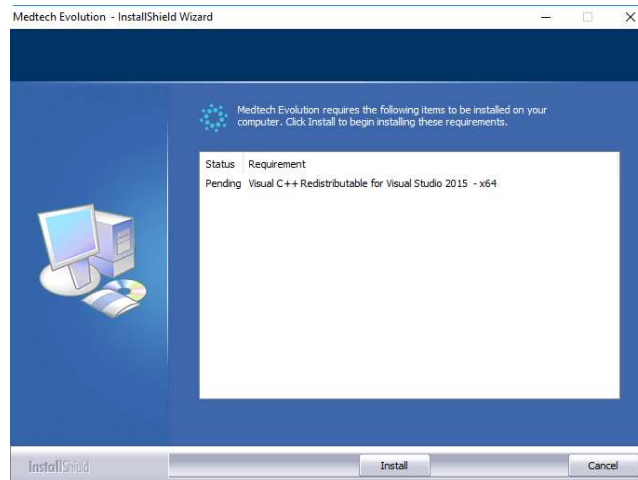 Medtech Evolution - InstallShield Wizard
Medtech Evolution requires the following items to be installed on your
computer. Click Install to begin installing these requirements.
Status Requirement
Pending Visual C++ Redistributable for Visual Studio 2015 - x64
InstallShield
Install
Cancel